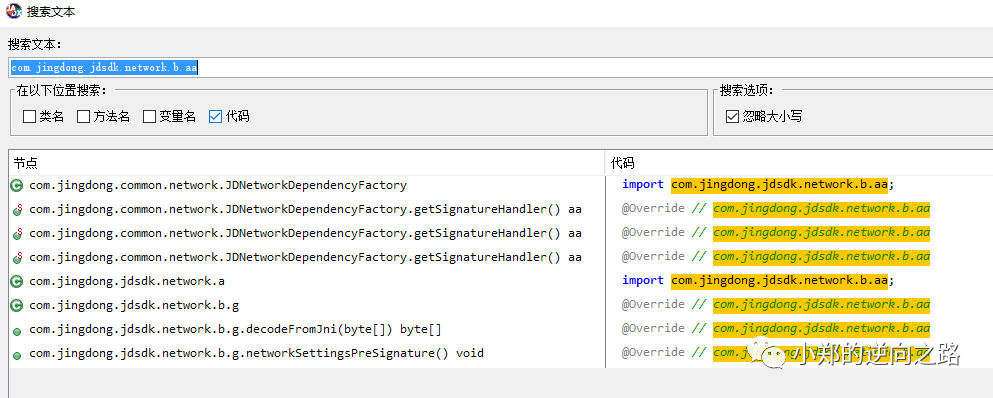 搜索文本
搜索文本：
com.jingdong.jdsdk.network.b.aa
在以下位置搜索： 搜索选项：
类名 方法名 变量名 代码 忽略大小写
节点 代码
com.jingdong.common.network.JDNetworkDependencyFactory import com.jingdong.jdsdk.network.b.aa;
com.jingdong.common.network.JDNetworkDependencyFactory.getSignatureHandler() aa @Override // com.jingdong.jdsdk.network.b.aa
com.jingdong.common.network.JDNetworkDependencyFactory.getSignatureHandler() aa @Override // com.jingdong.jdsdk.network.b.aa
com.jingdong.common.network.JDNetworkDependencyFactory.getSignatureHandler() aa @Override // com.jingdong.jdsdk.network.b.aa
com.jingdong.jdsdk.network.a import com.jingdong.jdsdk.network.b.aa;
com.jingdong.jdsdk.network.b.g @Override // com.jingdong.jdsdk.network.b.aa
com.jingdong.jdsdk.network.b.g.decodeFromJni(byte[]) byte[] @Override // com.jingdong.jdsdk.network.b.aa
com.jingdong.jdsdk.network.b.g.networkSettingsPreSignature() void @Override // com.jingdong.jdsdk.network.b.aa
小郑的逆向之路